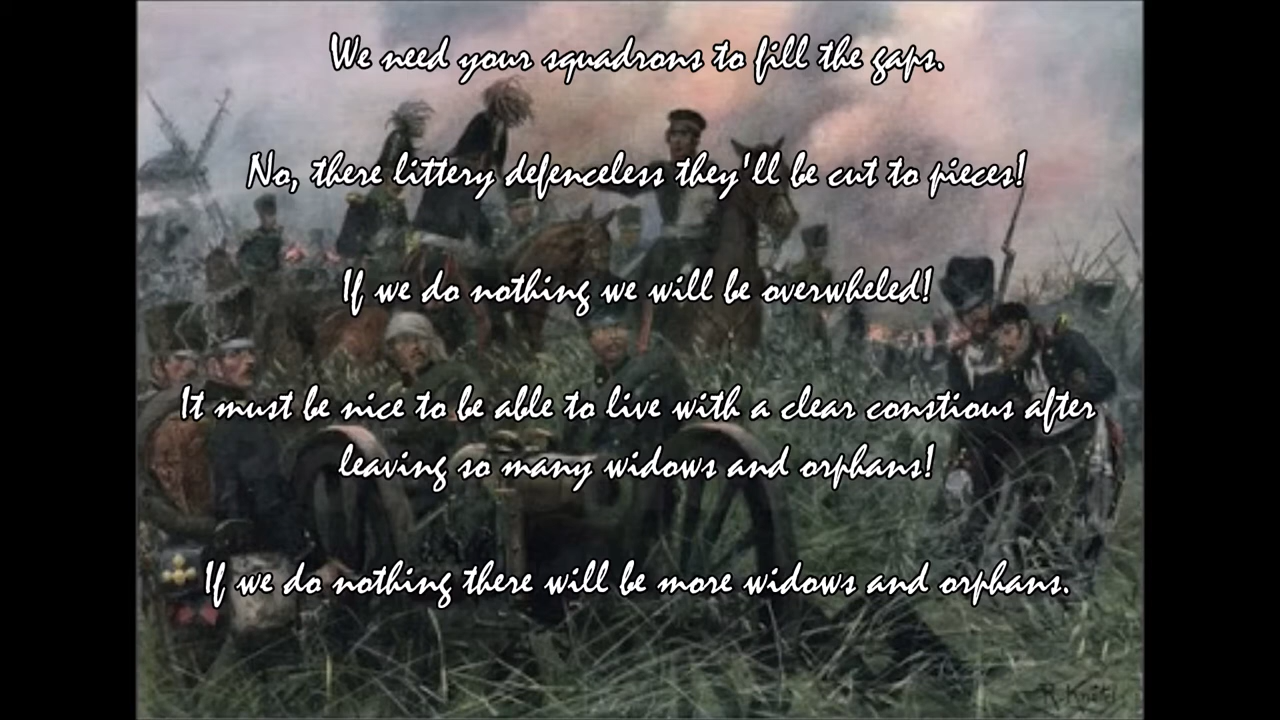 We need your squadrons to fill the gaps.
No, there littery defenceless they'll be cut to pieces!
If we do nothing we will be overwheled!
It must be nice to be able to live with a clear constious after
leaving so many widows and orphans!
If we do nothing there will be more widows and orphans.
R. Knötel